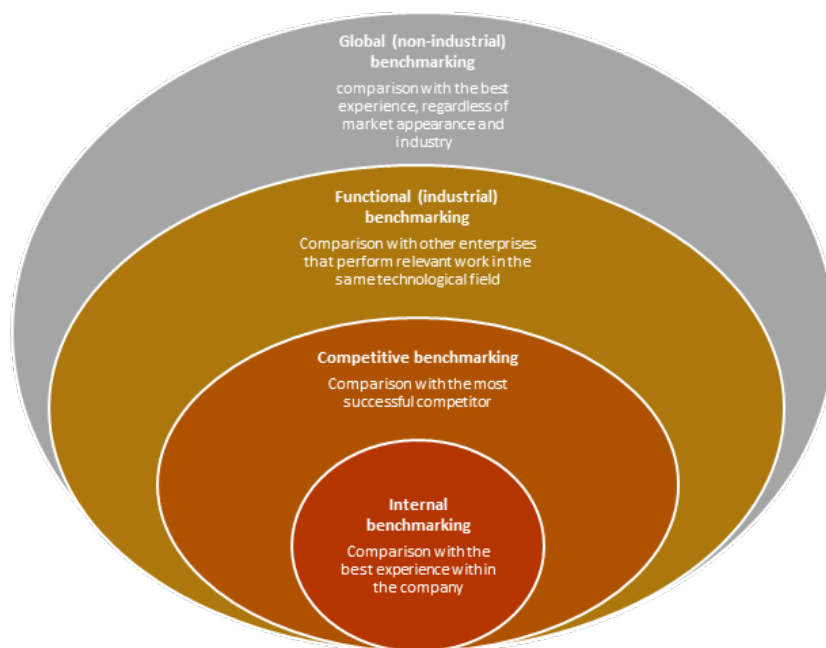 Global (non-industrial)
benchmarking
comparison with the best
experience, regardless of
market appearance and
industry
Functional (industrial)
benchmarking
Comparison with other enterprises
that perform relevant work in the
same technological field
Competitive benchmarking
Comparison with the most
successful competitor
Internal
benchmarking
Comparison with the
best experience within
the company